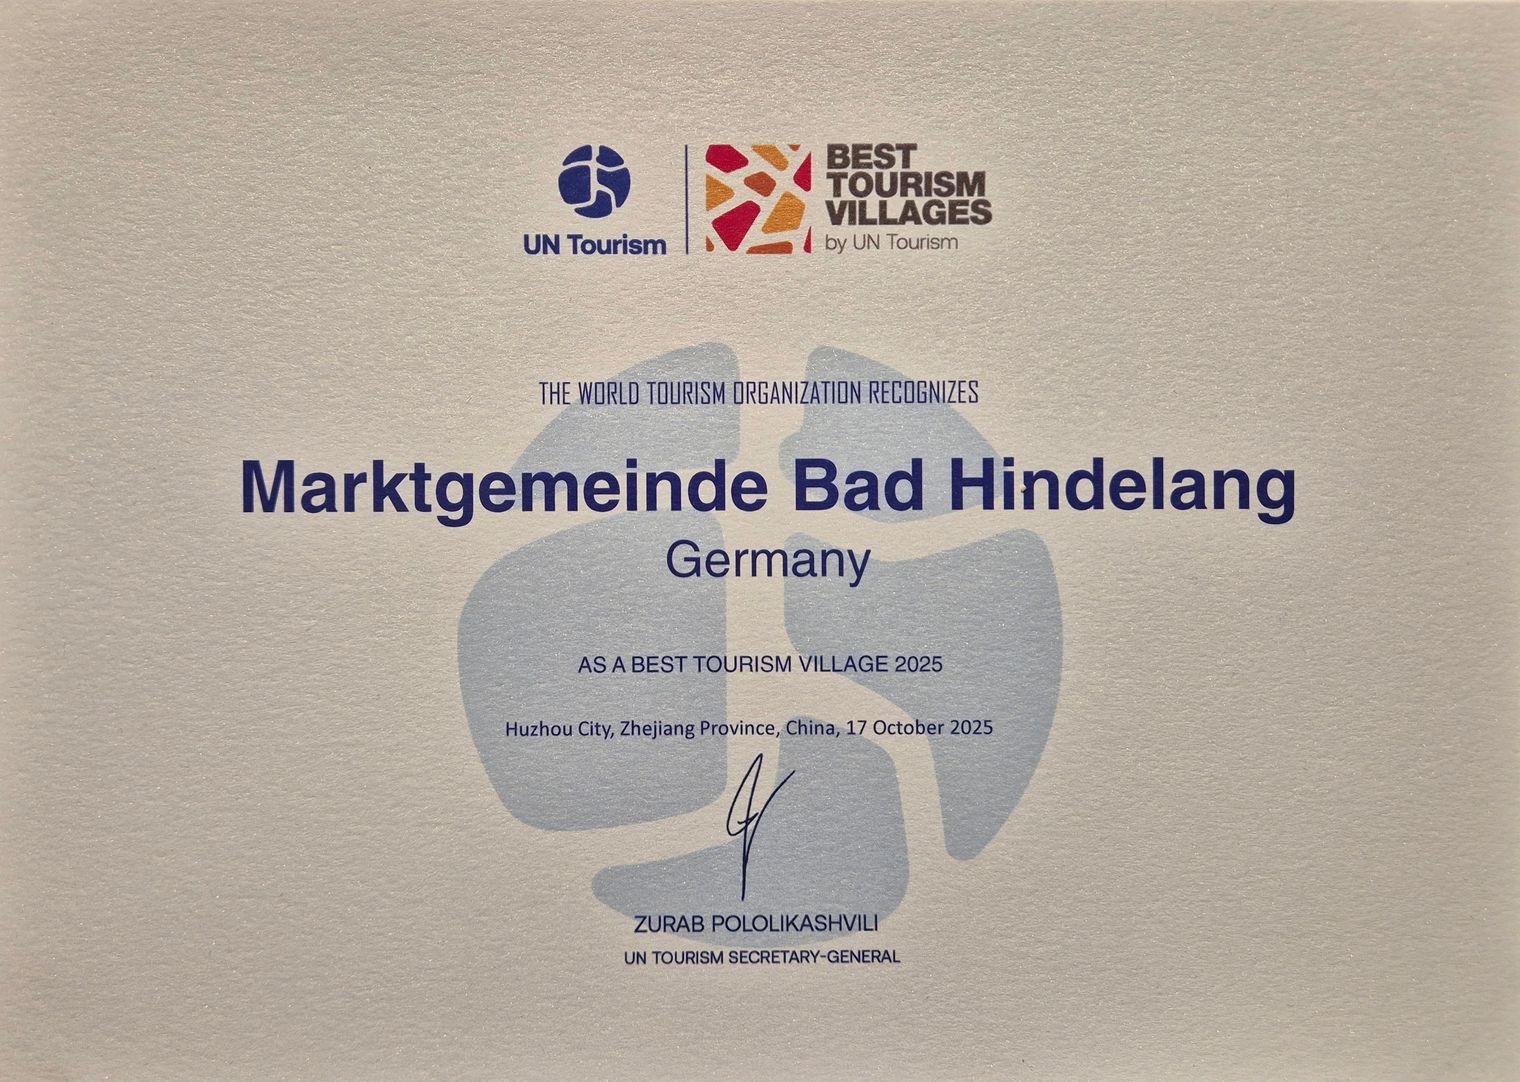 UN Tourism
BEST
TOURISM
VILLAGES
by UN Tourism
THE WORLD TOURISM ORGANIZATION RECOGNIZES
Marktgemeinde Bad Hindelang
Germany
AS A BEST TOURISM VILLAGE 2025
Huzhou City, Zhejiang Province, China, 17 October 2025
ZURAB POLOLIKASHVILI
UN TOURISM SECRETARY-GENERAL